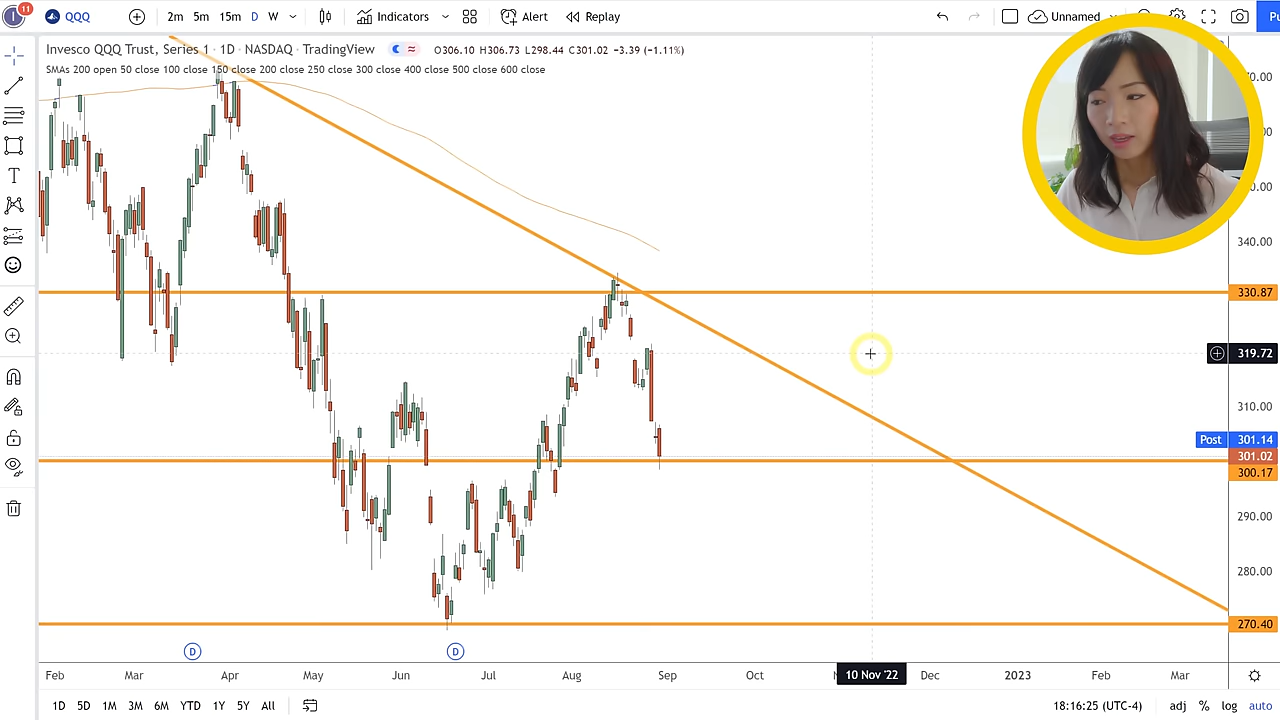 11
QQQ 2m 5m 15m D W Indicators Alert Replay Unnamed Pu
Invesco QQQ Trust, Series 1 · 1D · NASDAQ · TradingView O306.10 H306.73 L298.44 C301.02 −3.39 (−1.11%)
SMAs 200 open 50 close 100 close 150 close 200 close 250 close 300 close 400 close 500 close 600 close
340.00
330.87
319.72
310.00
Post 301.14
301.02
300.17
290.00
280.00
270.40
D D
Feb Mar Apr May Jun Jul Aug Sep Oct 10 Nov '22 Dec 2023 Feb Mar
1D 5D 1M 3M 6M YTD 1Y 5Y All 18:16:25 (UTC-4) adj % log auto